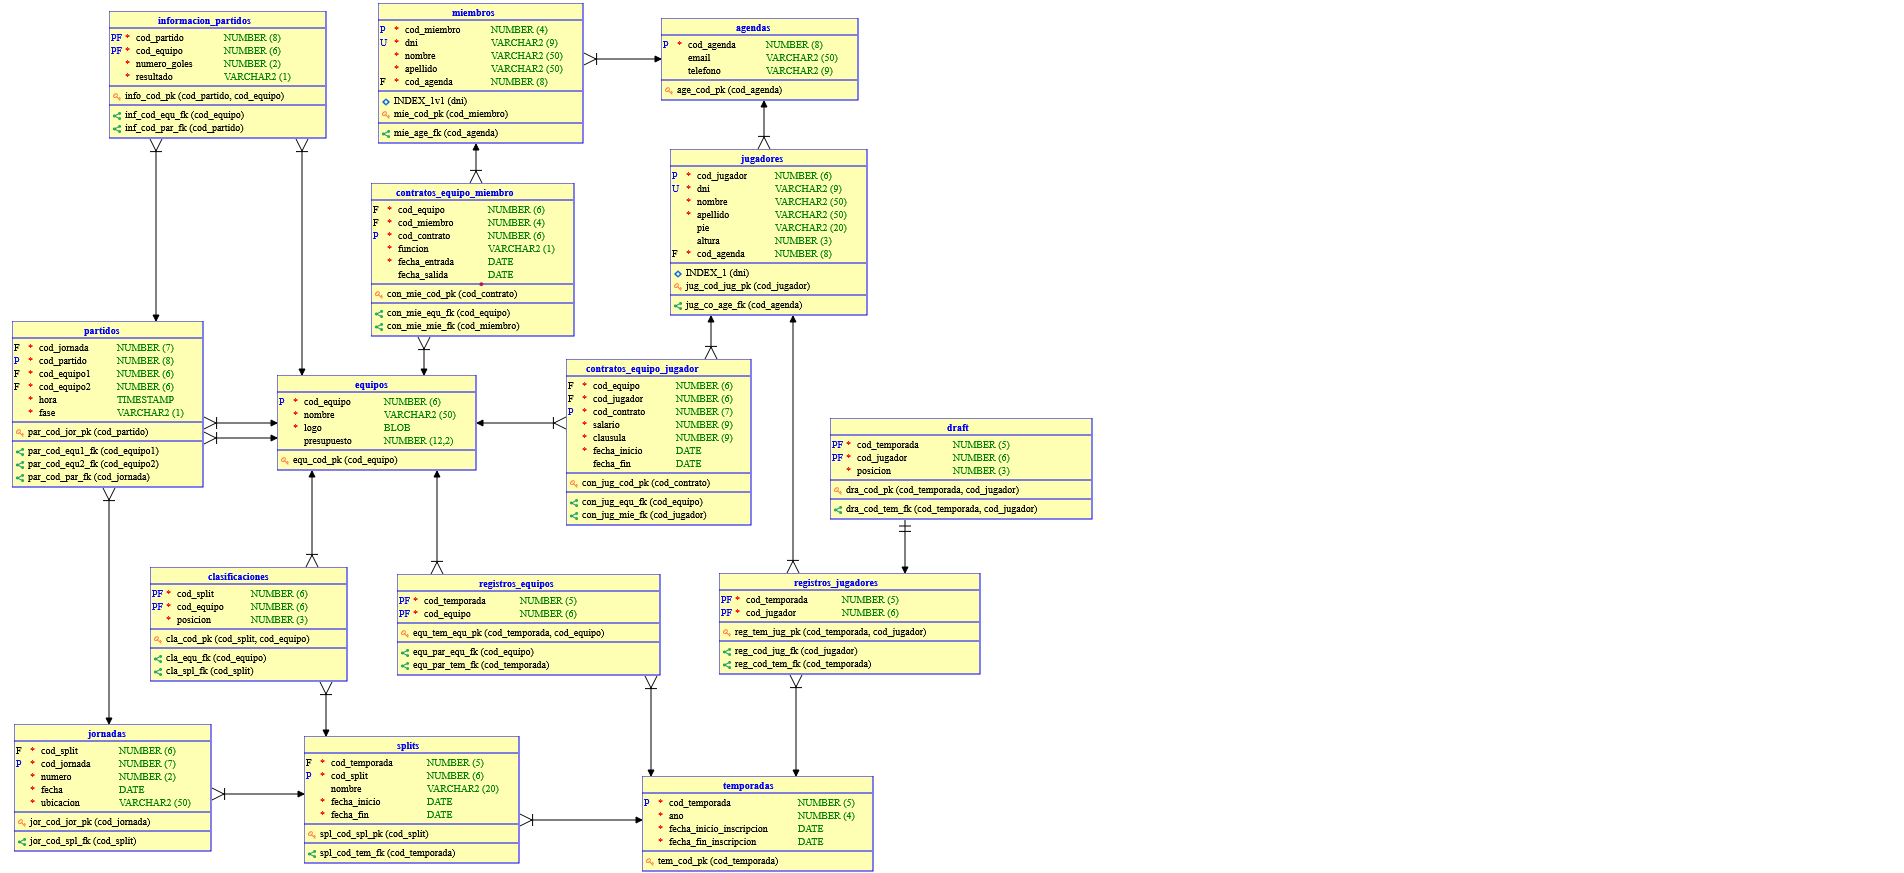 informacion_partidos
PF * cod_partido NUMBER (8)
PF * cod_equipo NUMBER (6)
* numero_goles NUMBER (2)
* resultado VARCHAR2 (1)
info_cod_pk (cod_partido, cod_equipo)
inf_cod_equ_fk (cod_equipo)
inf_cod_par_fk (cod_partido)
miembros
P * cod_miembro NUMBER (4)
U * dni VARCHAR2 (9)
* nombre VARCHAR2 (50)
* apellido VARCHAR2 (50)
F * cod_agenda NUMBER (8)
INDEX_1v1 (dni)
mie_cod_pk (cod_miembro)
mie_age_fk (cod_agenda)
agendas
P * cod_agenda NUMBER (8)
email VARCHAR2 (50)
telefono VARCHAR2 (9)
age_cod_pk (cod_agenda)
jugadores
P * cod_jugador NUMBER (6)
U * dni VARCHAR2 (9)
* nombre VARCHAR2 (50)
* apellido VARCHAR2 (50)
pie VARCHAR2 (20)
altura NUMBER (3)
F * cod_agenda NUMBER (8)
INDEX_1 (dni)
jug_cod_jug_pk (cod_jugador)
jug_co_age_fk (cod_agenda)
contratos_equipo_miembro
F * cod_equipo NUMBER (6)
F * cod_miembro NUMBER (4)
P * cod_contrato NUMBER (6)
* funcion VARCHAR2 (1)
* fecha_entrada DATE
fecha_salida DATE
con_mie_cod_pk (cod_contrato)
con_mie_equ_fk (cod_equipo)
con_mie_mie_fk (cod_miembro)
partidos
F * cod_jornada NUMBER (7)
P * cod_partido NUMBER (8)
F * cod_equipo1 NUMBER (6)
F * cod_equipo2 NUMBER (6)
* hora TIMESTAMP
* fase VARCHAR2 (1)
par_cod_jor_pk (cod_partido)
par_cod_equ1_fk (cod_equipo1)
par_cod_equ2_fk (cod_equipo2)
par_cod_par_fk (cod_jornada)
equipos
P * cod_equipo NUMBER (6)
* nombre VARCHAR2 (50)
* logo BLOB
presupuesto NUMBER (12,2)
equ_cod_pk (cod_equipo)
contratos_equipo_jugador
F * cod_equipo NUMBER (6)
F * cod_jugador NUMBER (6)
P * cod_contrato NUMBER (7)
* salario NUMBER (9)
* clausula NUMBER (9)
* fecha_inicio DATE
fecha_fin DATE
con_jug_cod_pk (cod_contrato)
con_jug_equ_fk (cod_equipo)
con_jug_mie_fk (cod_jugador)
draft
PF * cod_temporada NUMBER (5)
PF * cod_jugador NUMBER (6)
* posicion NUMBER (3)
dra_cod_pk (cod_temporada, cod_jugador)
dra_cod_tem_fk (cod_temporada, cod_jugador)
clasificaciones
PF * cod_split NUMBER (6)
PF * cod_equipo NUMBER (6)
* posicion NUMBER (3)
cla_cod_pk (cod_split, cod_equipo)
cla_equ_fk (cod_equipo)
cla_spl_fk (cod_split)
registros_equipos
PF * cod_temporada NUMBER (5)
PF * cod_equipo NUMBER (6)
equ_tem_equ_pk (cod_temporada, cod_equipo)
equ_par_equ_fk (cod_equipo)
equ_par_tem_fk (cod_temporada)
registros_jugadores
PF * cod_temporada NUMBER (5)
PF * cod_jugador NUMBER (6)
reg_tem_jug_pk (cod_temporada, cod_jugador)
reg_cod_jug_fk (cod_jugador)
reg_cod_tem_fk (cod_temporada)
jornadas
F * cod_split NUMBER (6)
P * cod_jornada NUMBER (7)
* numero NUMBER (2)
* fecha DATE
* ubicacion VARCHAR2 (50)
jor_cod_jor_pk (cod_jornada)
jor_cod_spl_fk (cod_split)
splits
F * cod_temporada NUMBER (5)
P * cod_split NUMBER (6)
nombre VARCHAR2 (20)
* fecha_inicio DATE
* fecha_fin DATE
spl_cod_spl_pk (cod_split)
spl_cod_tem_fk (cod_temporada)
temporadas
P * cod_temporada NUMBER (5)
* ano NUMBER (4)
* fecha_inicio_inscripcion DATE
* fecha_fin_inscripcion DATE
tem_cod_pk (cod_temporada)